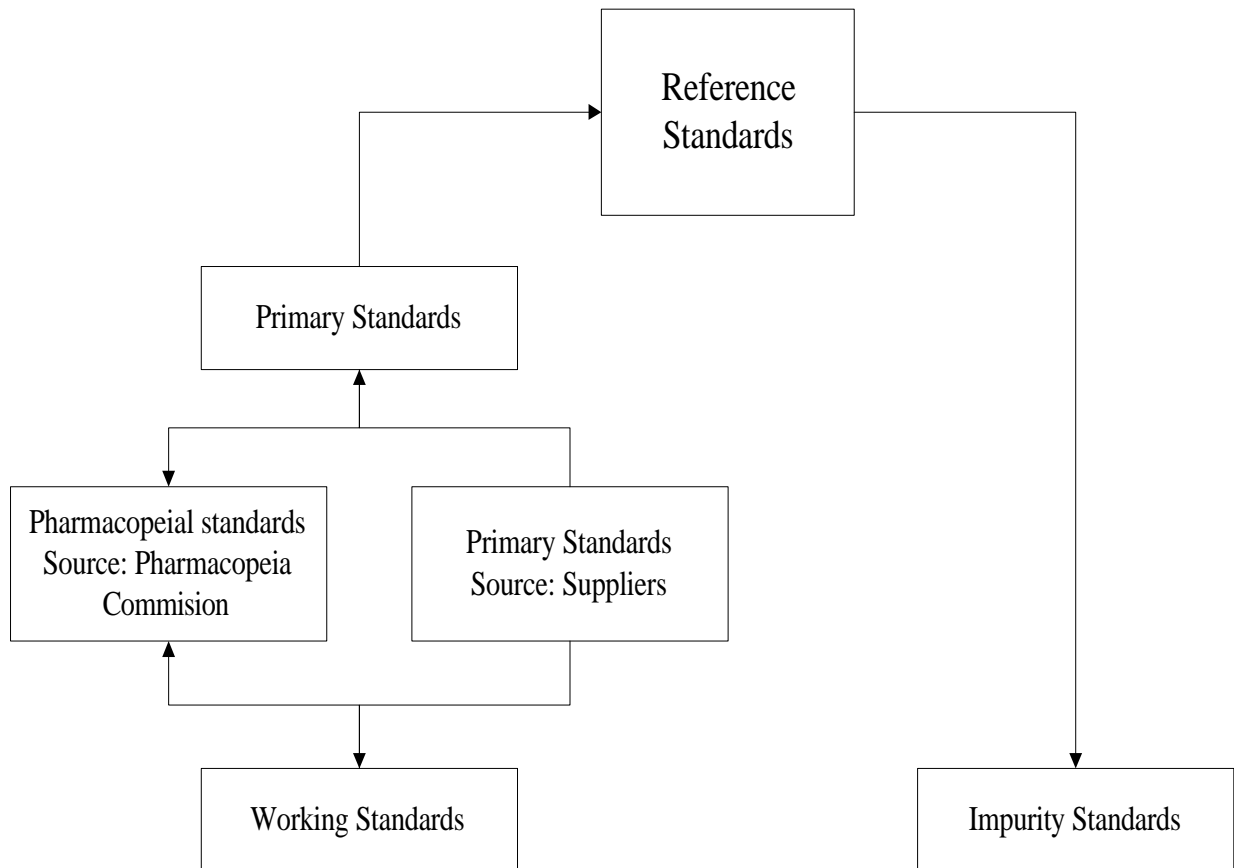 Reference
Standards
Primary Standards
Pharmacopeial standards
Source: Pharmacopeia
Commision
Primary Standards
Source: Suppliers
Working Standards
Impurity Standards